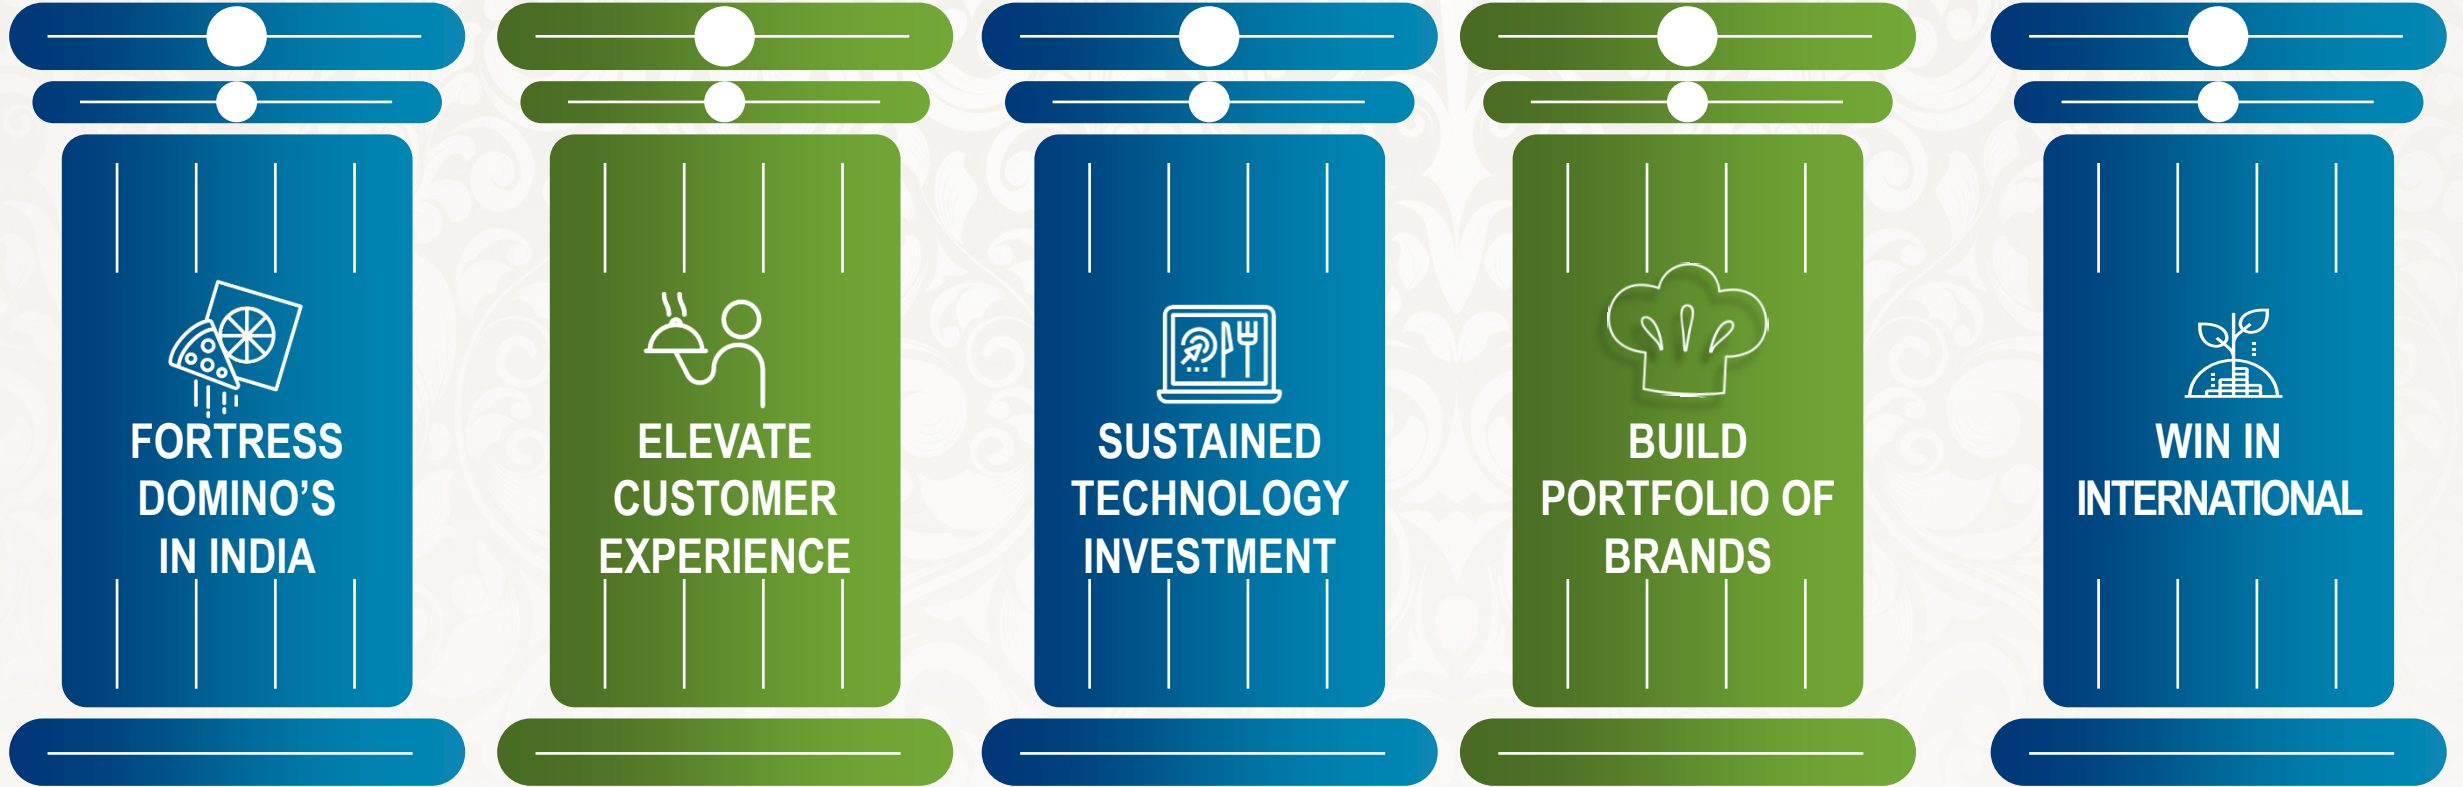 FORTRESS
DOMINO’S
IN INDIA
ELEVATE
CUSTOMER
EXPERIENCE
SUSTAINED
TECHNOLOGY
INVESTMENT
BUILD
PORTFOLIO OF
BRANDS
WIN IN
INTERNATIONAL